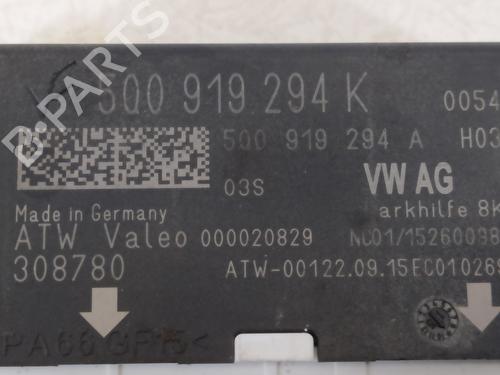 5Q0 919 294 K 0054
5Q0 919 294 A H03
03S VW AG
Made in Germany arkhilfe 8K
ATW Valeo 000020829 NC01/15260098
308780 ATW-00122.09.15EC010269
PA66 GF15<